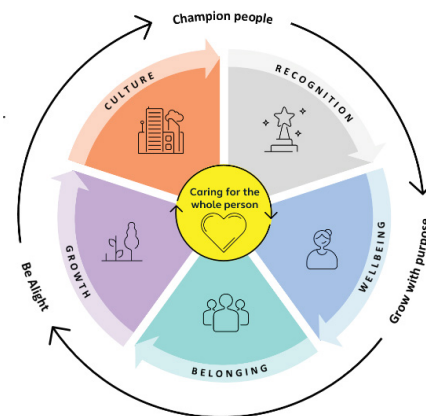 Champion people
CULTURE
RECOGNITION
Caring for the
whole person
GROWTH
WELLBEING
Be Alight
Grow with purpose
BELONGING